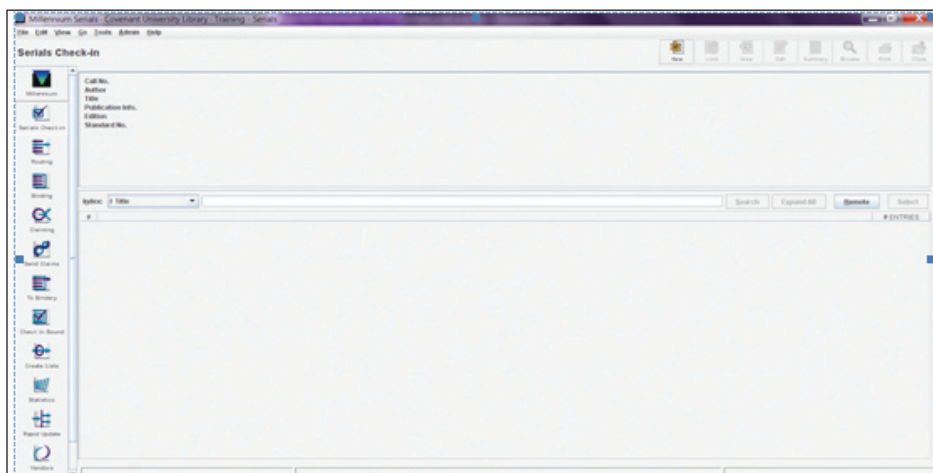 Millennium Serials · Covenant University Library · Training - Serials
File Edit View Go Tools Admin Help
Serials Check-in
New Print Close
Summary Browse
Edit
Millennium
Serials Check-in
Routing
Binding
Claiming
Send Claims
To Bindery
Check In Bound
Create Lists
Statistics
Rapid Update
Vendors
Call No.
Author
Title
Publication Info.
Edition
Standard No.
Index: t Title Search Expand All Remote Select
# # ENTRIES